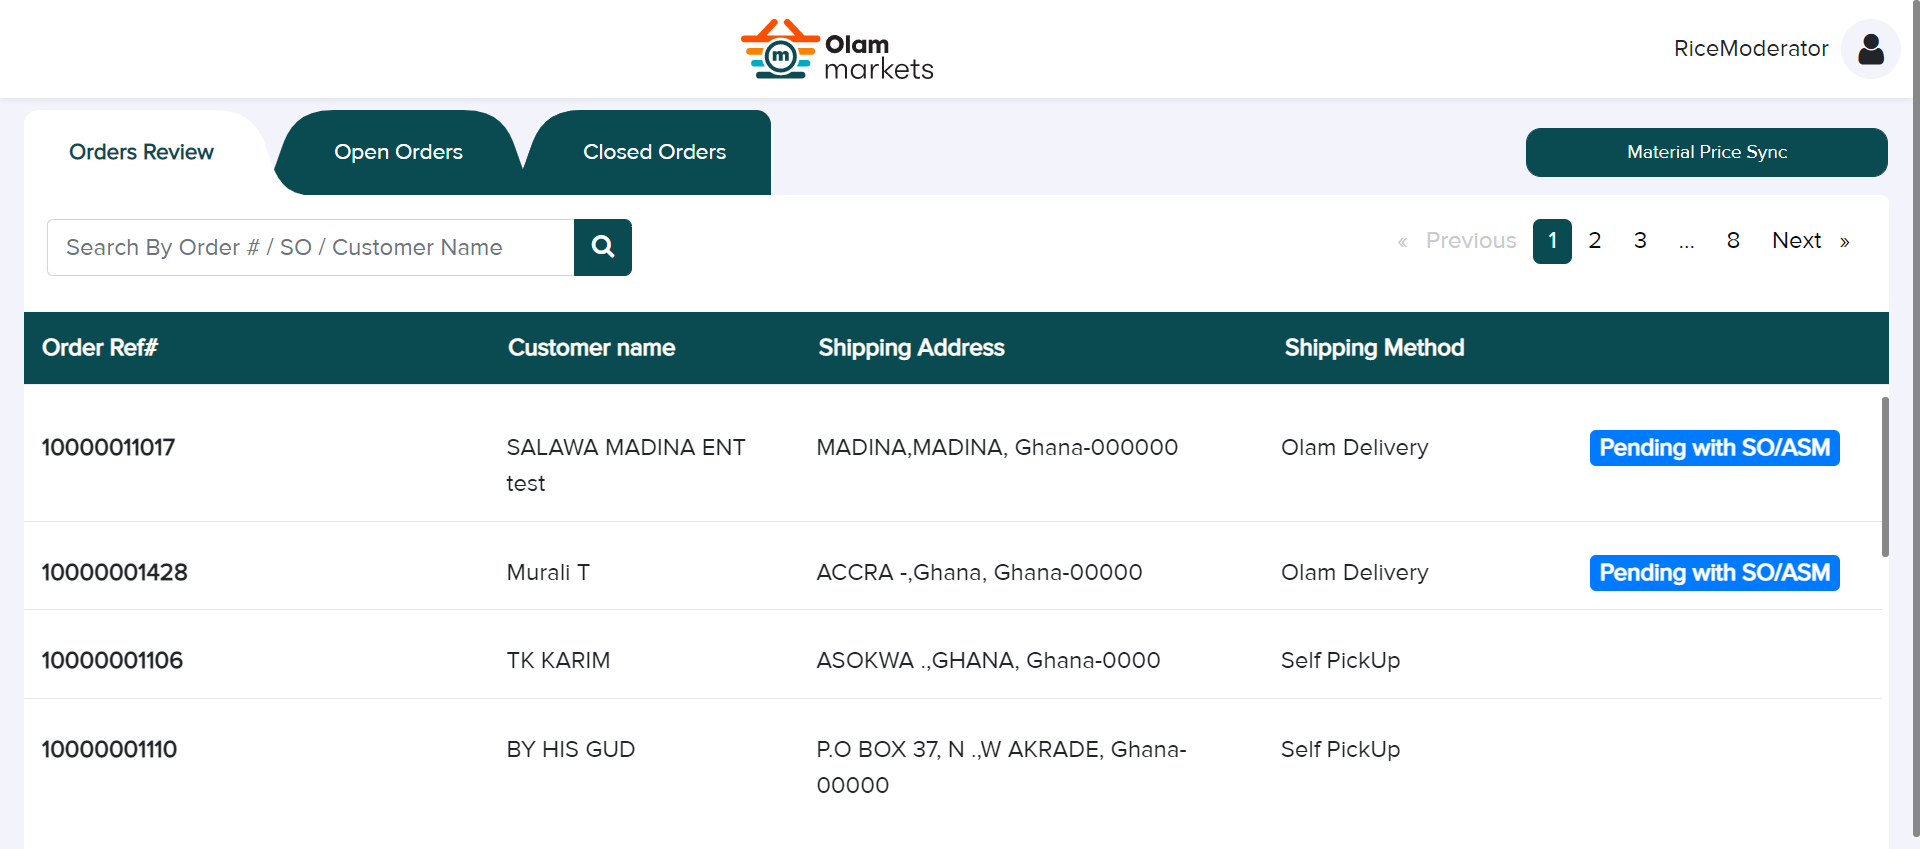 m
Olam
markets
RiceModerator
Orders Review
Open Orders
Closed Orders
Material Price Sync
Search By Order # / SO / Customer Name
« Previous 1 2 3 ... 8 Next »
Order Ref# Customer name Shipping Address Shipping Method
10000011017 SALAWA MADINA ENT MADINA,MADINA, Ghana-000000 Olam Delivery Pending with SO/ASM
test
10000001428 Murali T ACCRA -,Ghana, Ghana-00000 Olam Delivery Pending with SO/ASM
10000001106 TK KARIM ASOKWA .,GHANA, Ghana-0000 Self PickUp
10000001110 BY HIS GUD P.O BOX 37, N .,W AKRADE, Ghana- Self PickUp
00000